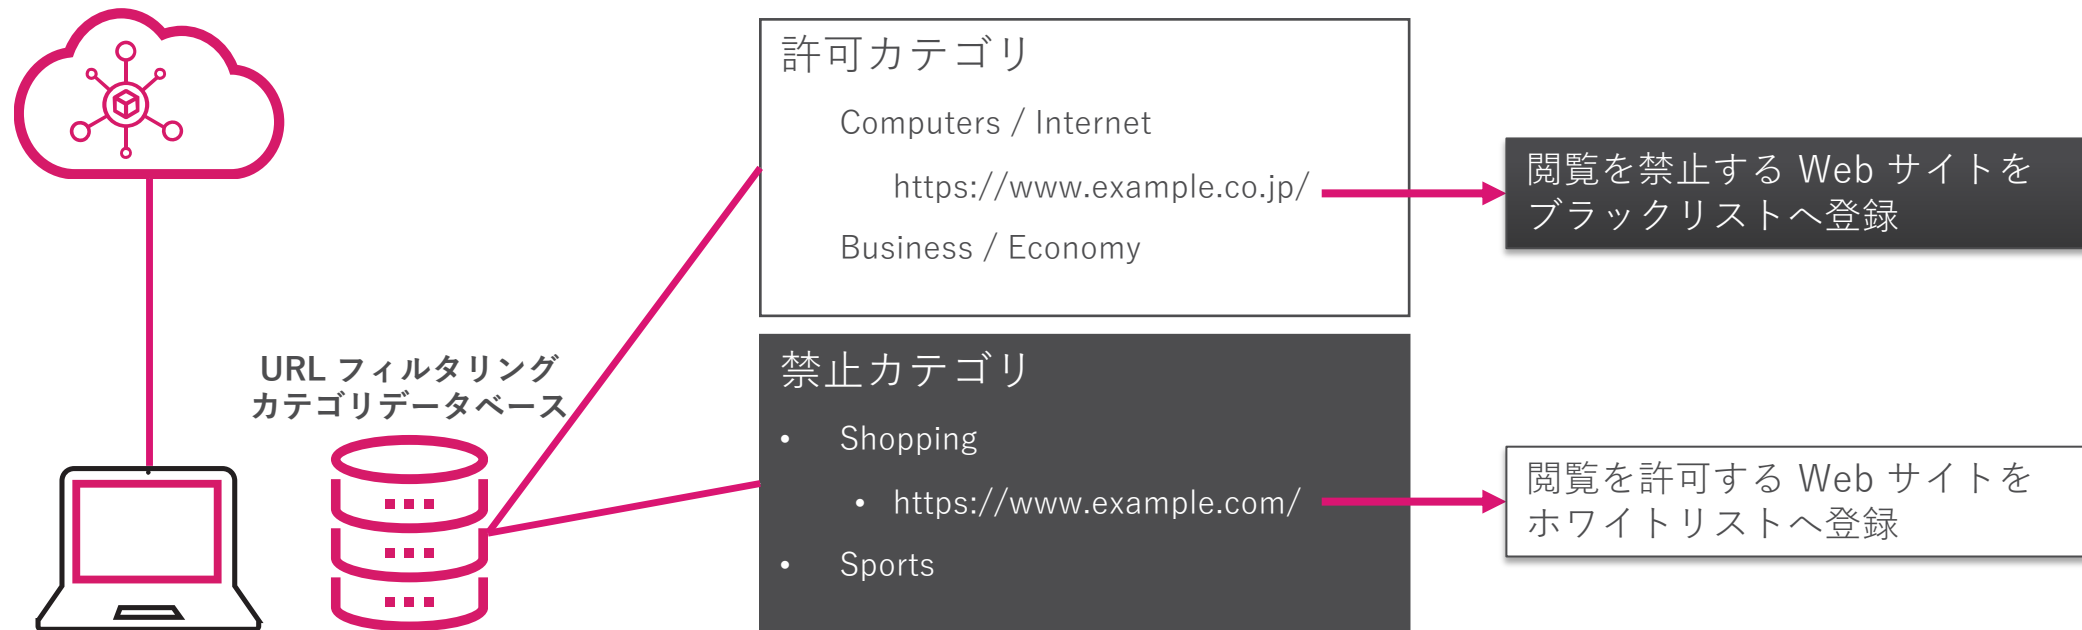 許可カテゴリ
Computers / Internet
https://www.example.co.jp/
Business / Economy
閲覧を禁止する Web サイトを
ブラックリストへ登録
URL フィルタリング
カテゴリデータベース
禁止カテゴリ
• Shopping
• https://www.example.com/
• Sports
閲覧を許可する Web サイトを
ホワイトリストへ登録